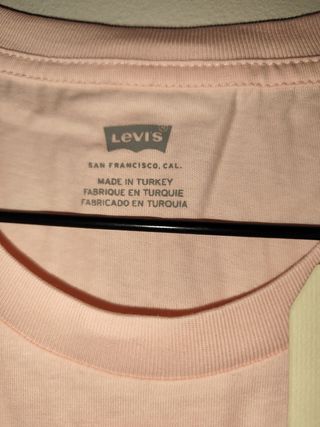 LEVI'S
SAN FRANCISCO, CAL.
MADE IN TURKEY
FABRIQUE EN TURQUIE
FABRICADO EN TURQUIA